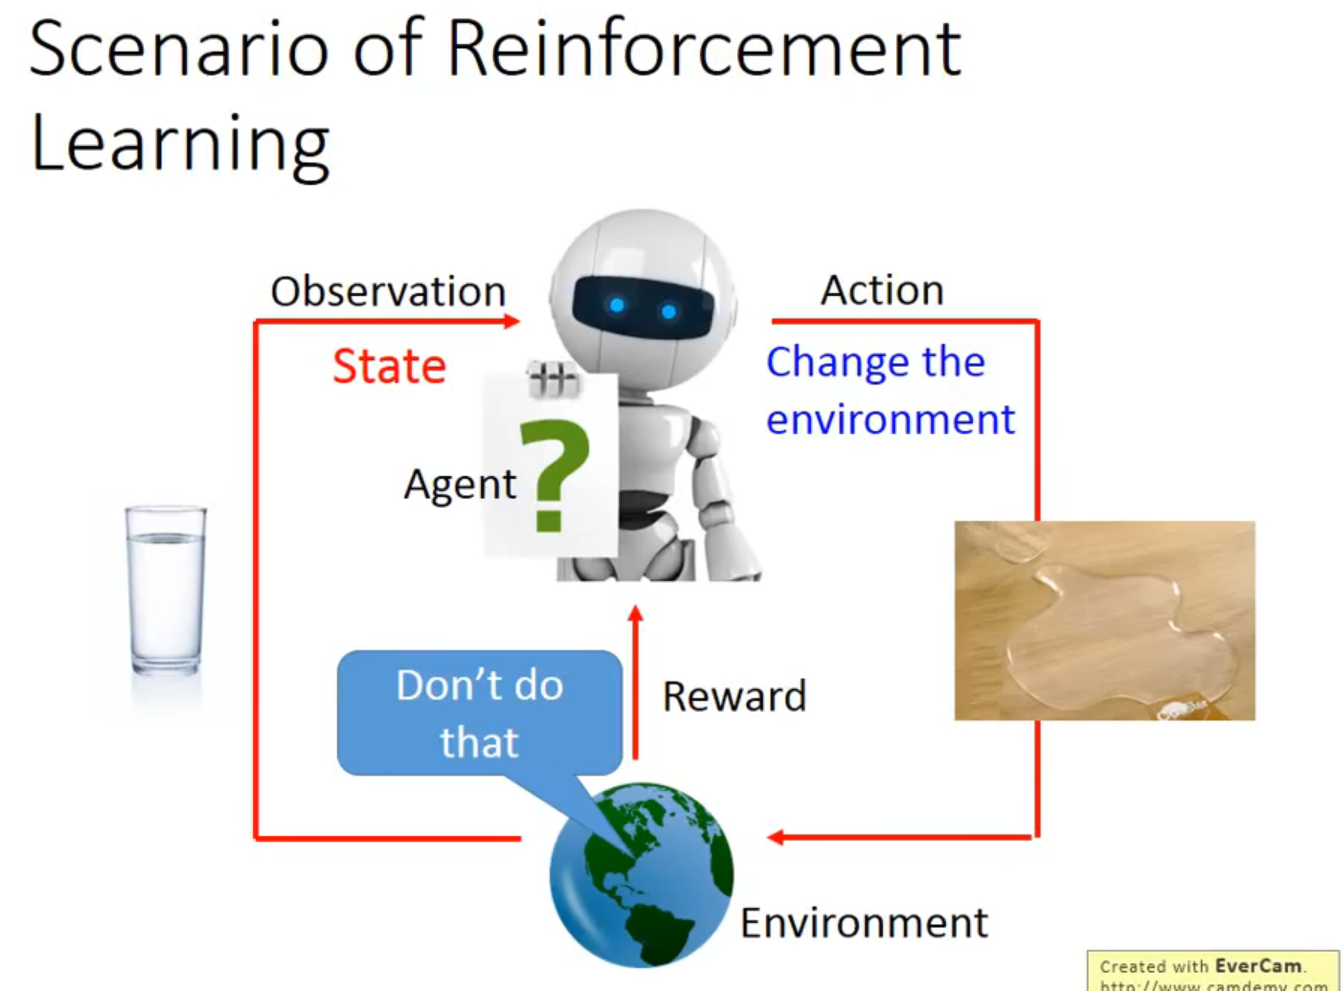 Scenario of Reinforcement
Learning
Observation
State
Action
Change the
environment
Agent
?
Don't do
that
Reward
Environment
Created with EverCam.
http://www.camdemy.com